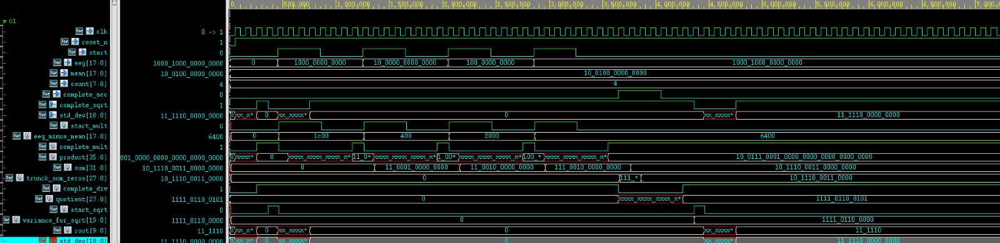 0 500,000 1,000,000 1,500,000 2,000,000 2,500,000 3,500,000 4,000,000 4,500,000 5,000,000 5,500,000 6,000,000 6,500,000
G1
clk 0 -> 1
reset_n 1
start 0
eeg[17:0] 1000_1000_0000_0000 0 1000_0000_0000 10_0000_0000_0000 100_0000_0000 1000_1000_0000_0000
mean[17:0] 10_0100_0000_0000 10_0100_0000_0000
count[7:0] 4 4
complete_acc 0
complete_sqrt 1
std_dev[18:0] 11_1110_0000_0000 0 xx_x* 0 xx_xxxx* 0 xx_xxxx* 11_1110_0000_0000
start_mult 0
eeg_minus_mean[17:0] 6400 0 1c00 400 2000 6400
complete_mult 1
product[35:0] 001_0000_0000_0000_0000_0000 0 xxxx* 0 xxxx_xxxx_xxxx_x* 11_0* xxxx_xxxx_xxxx_x* 1_00* xxxx_xxxx_xxxx_x* 100_* xxxx_xxxx_xxxx_x* 10_0111_0001_0000_0000_0000_0000_0000
sum[31:0] 10_1110_0011_0000_0000 0 11_0001_0000_0000 11_0010_0000_0000 111_0010_0000_0000 10_1110_0011_0000_0000
trunck_sum_zeros[27:0] 10_1110_0011_0000 0 111_* 10_1110_0011_0000
complete_div 1
quotient[27:0] 1111_0110_0101 0 xxxx_xxxx_xxxx_x* 1111_0110_0101
start_sqrt 0
variance_for_sqrt[19:0] 1111_0110_0000 0 1111_0110_0000
root[9:0] 11_1110 0 xx_x* 0 xx_xxxx* 0 xx_xxxx* 11_1110
std_dev[18:0] 11_1110_0000_0000 0 xx_x* 0 xx_xxxx* 0 xx_xxxx* 11_1110_0000_0000